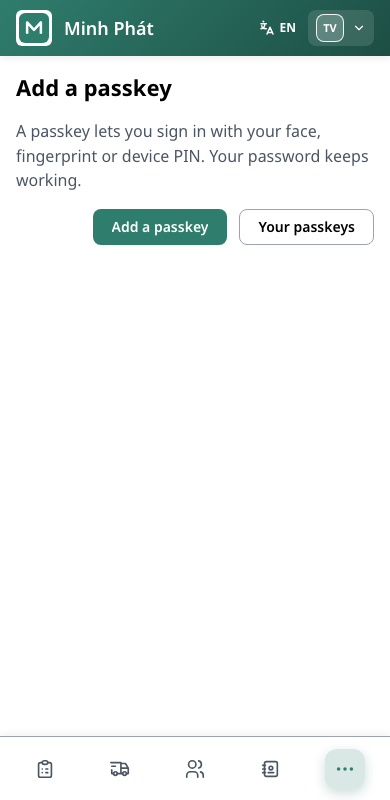 Minh Phát
EN
TV
Add a passkey
A passkey lets you sign in with your face,
fingerprint or device PIN. Your password keeps
working.
Add a passkey
Your passkeys